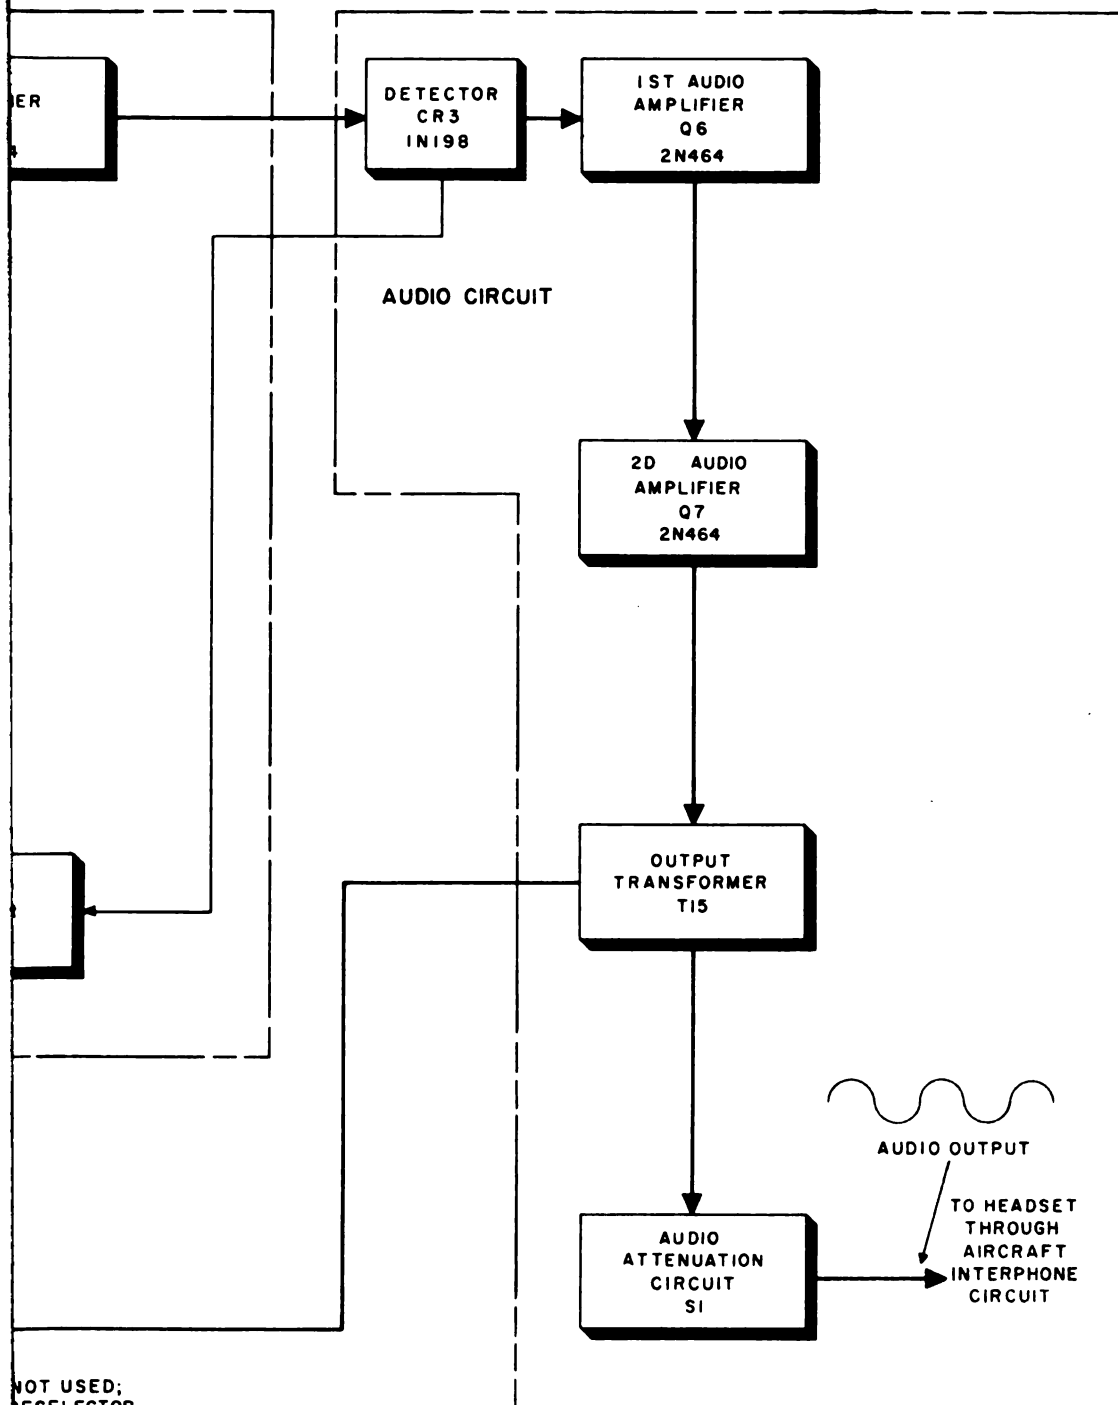 DETECTOR
CR3
IN198
1ST AUDIO
AMPLIFIER
Q6
2N464
AUDIO CIRCUIT
2D AUDIO
AMPLIFIER
Q7
2N464
OUTPUT
TRANSFORMER
T15
AUDIO
ATTENUATION
CIRCUIT
S1
AUDIO OUTPUT
TO HEADSET
THROUGH
AIRCRAFT
INTERPHONE
CIRCUIT
NOT USED;